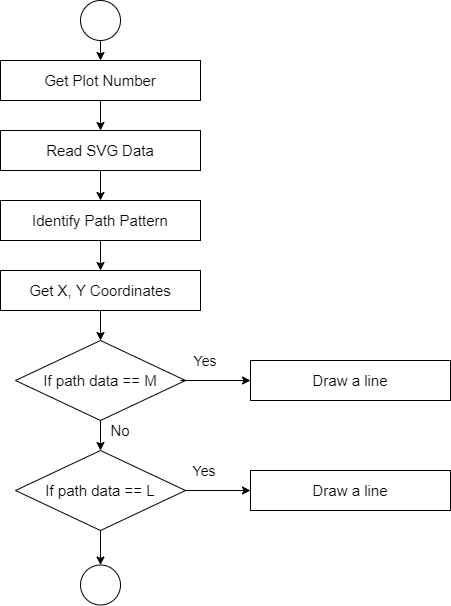 Get Plot Number
Read SVG Data
Identify Path Pattern
Get X, Y Coordinates
If path data == M
Yes
Draw a line
No
If path data == L
Yes
Draw a line